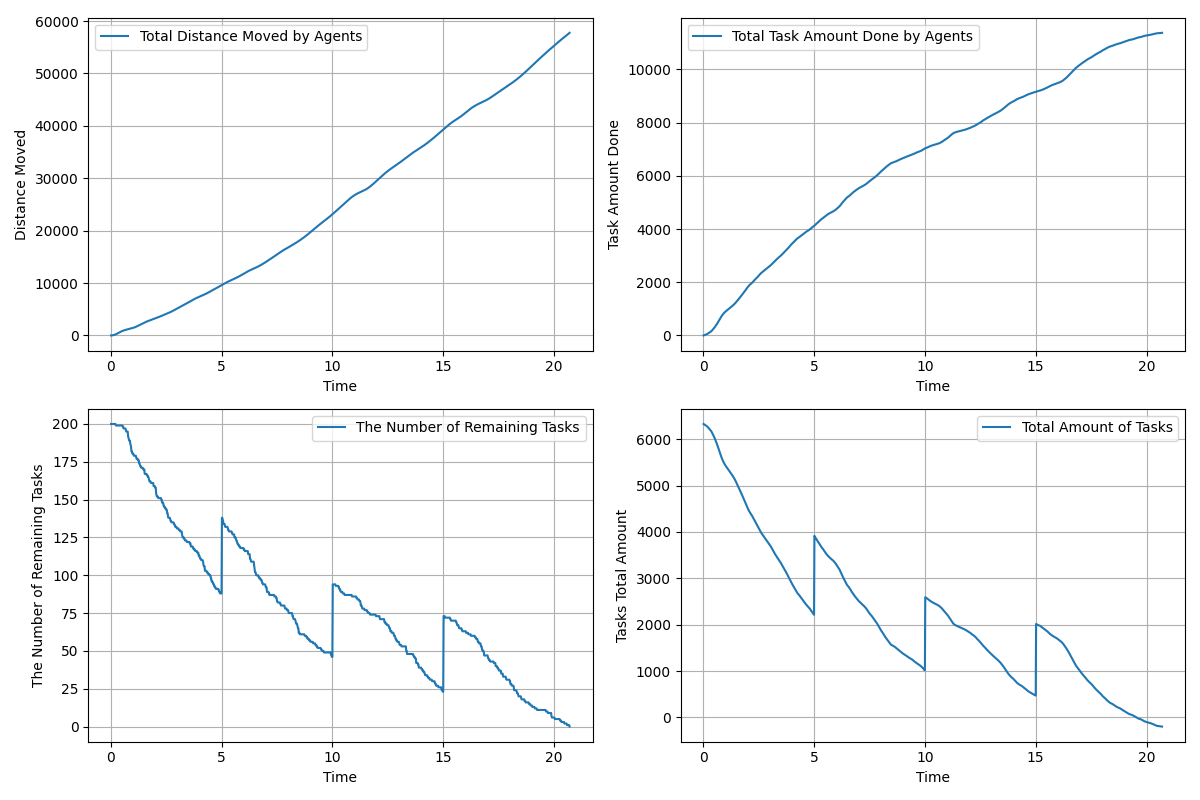 Total Distance Moved by Agents
60000
50000
40000
30000
20000
10000
0
Distance Moved
0 5 10 15 20
Time
Total Task Amount Done by Agents
10000
8000
6000
4000
2000
0
Task Amount Done
0 5 10 15 20
Time
The Number of Remaining Tasks
200
175
150
125
100
75
50
25
0
The Number of Remaining Tasks
0 5 10 15 20
Time
Total Amount of Tasks
6000
5000
4000
3000
2000
1000
0
Tasks Total Amount
0 5 10 15 20
Time